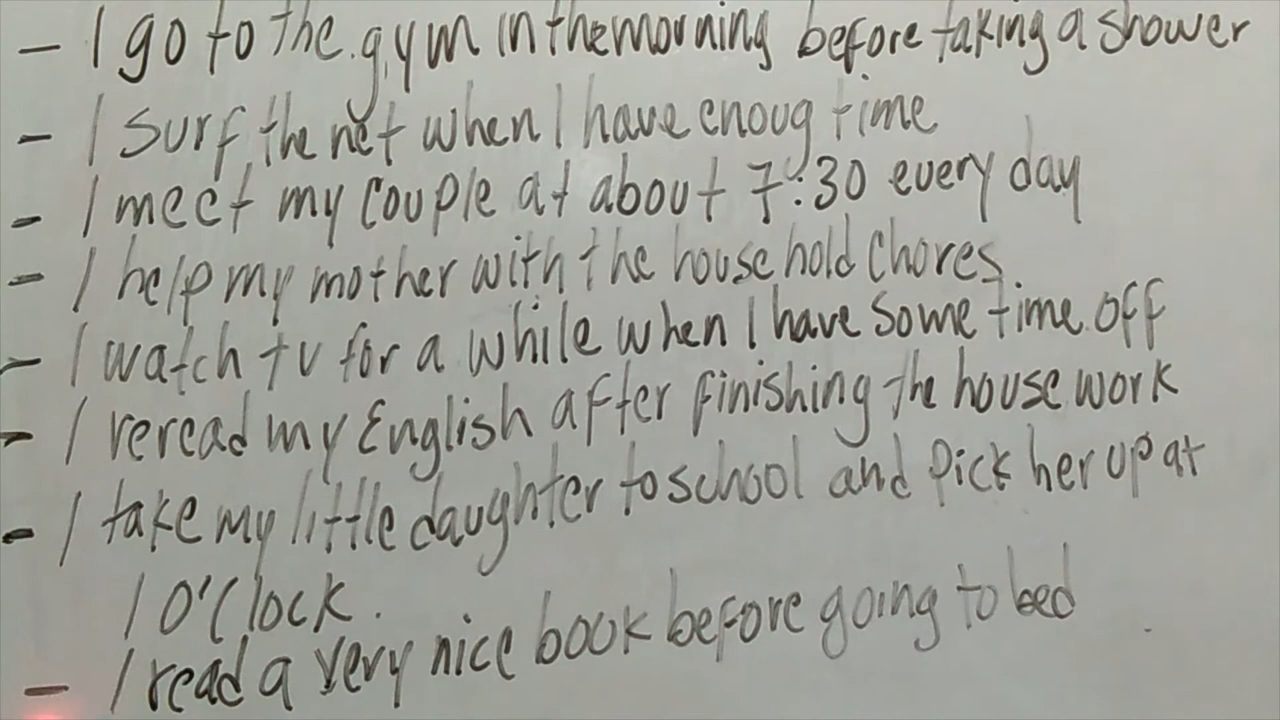 - I go to the gym in the morning before taking a shower
- I surf the net when I have enoug time
- I meet my couple at about 7:30 every day
- I help my mother with the household chores
- I watch tv for a while when I have some time off
- I reread my English after finishing the house work
- I take my little daughter to school and pick her up at
1 O'Clock.
- I read a very nice book before going to bed